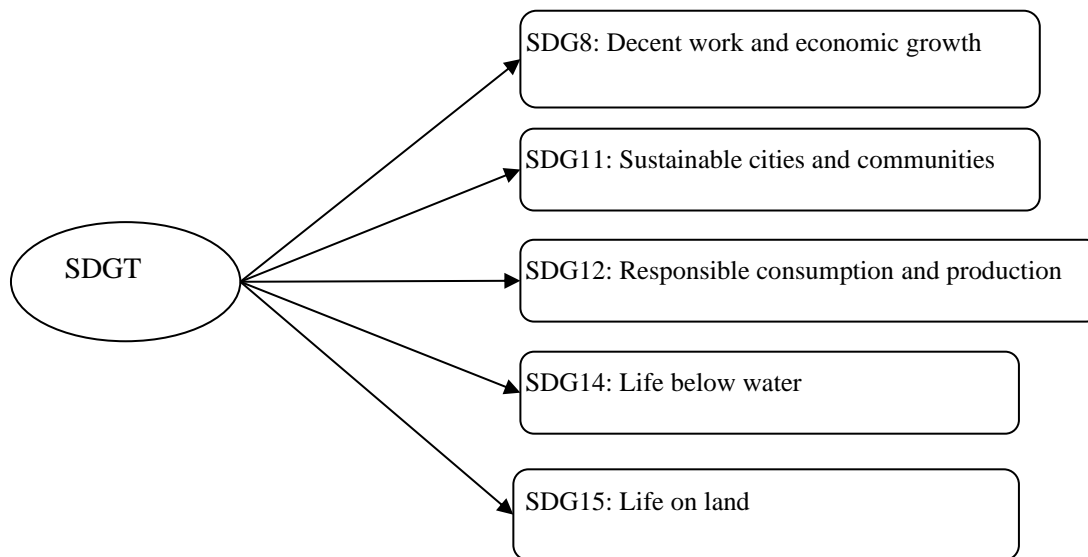 SDG8: Decent work and economic growth
SDG11: Sustainable cities and communities
SDGT
SDG12: Responsible consumption and production
SDG14: Life below water
SDG15: Life on land